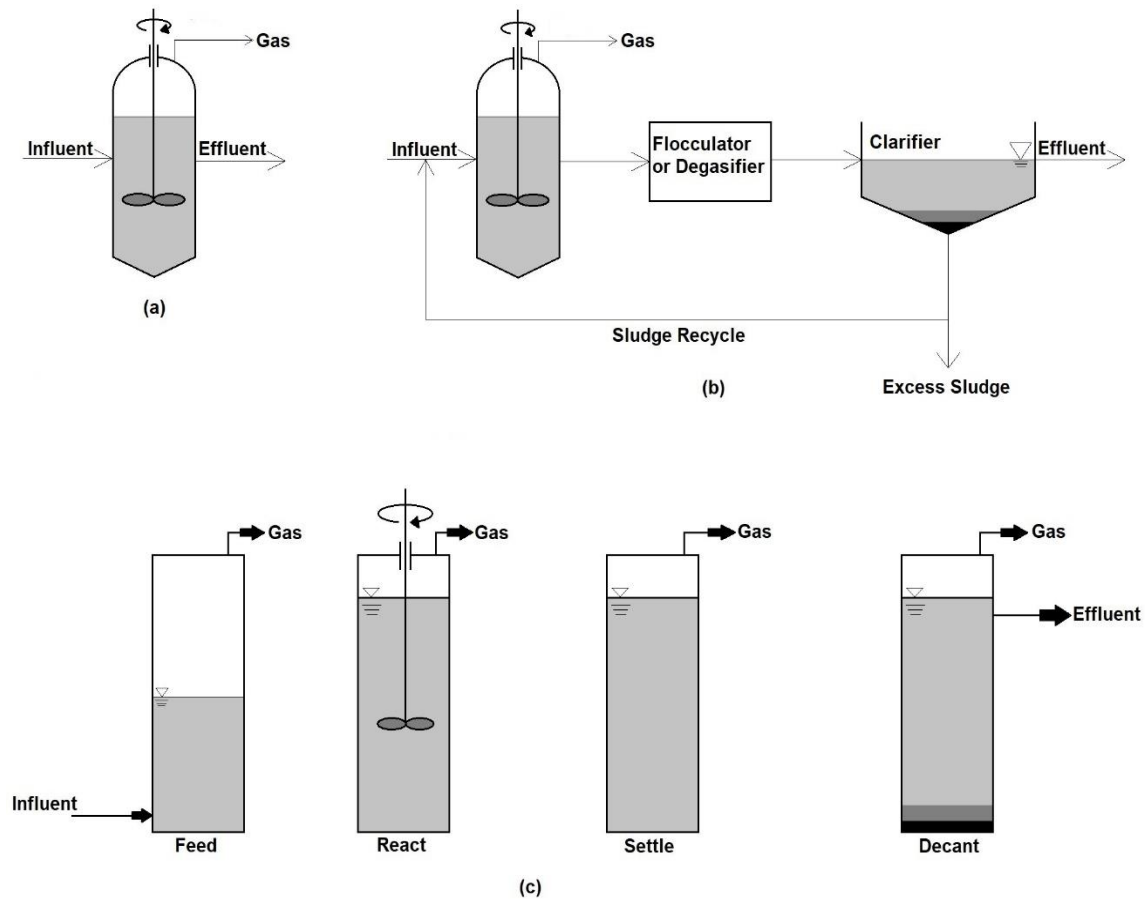 Gas
Influent
Effluent
(a)
Gas
Influent
Flocculator
or Degasifier
Clarifier
Effluent
Sludge Recycle
Excess Sludge
(b)
Gas
Influent
Feed
Gas
React
Gas
Settle
Gas
Effluent
Decant
(c)